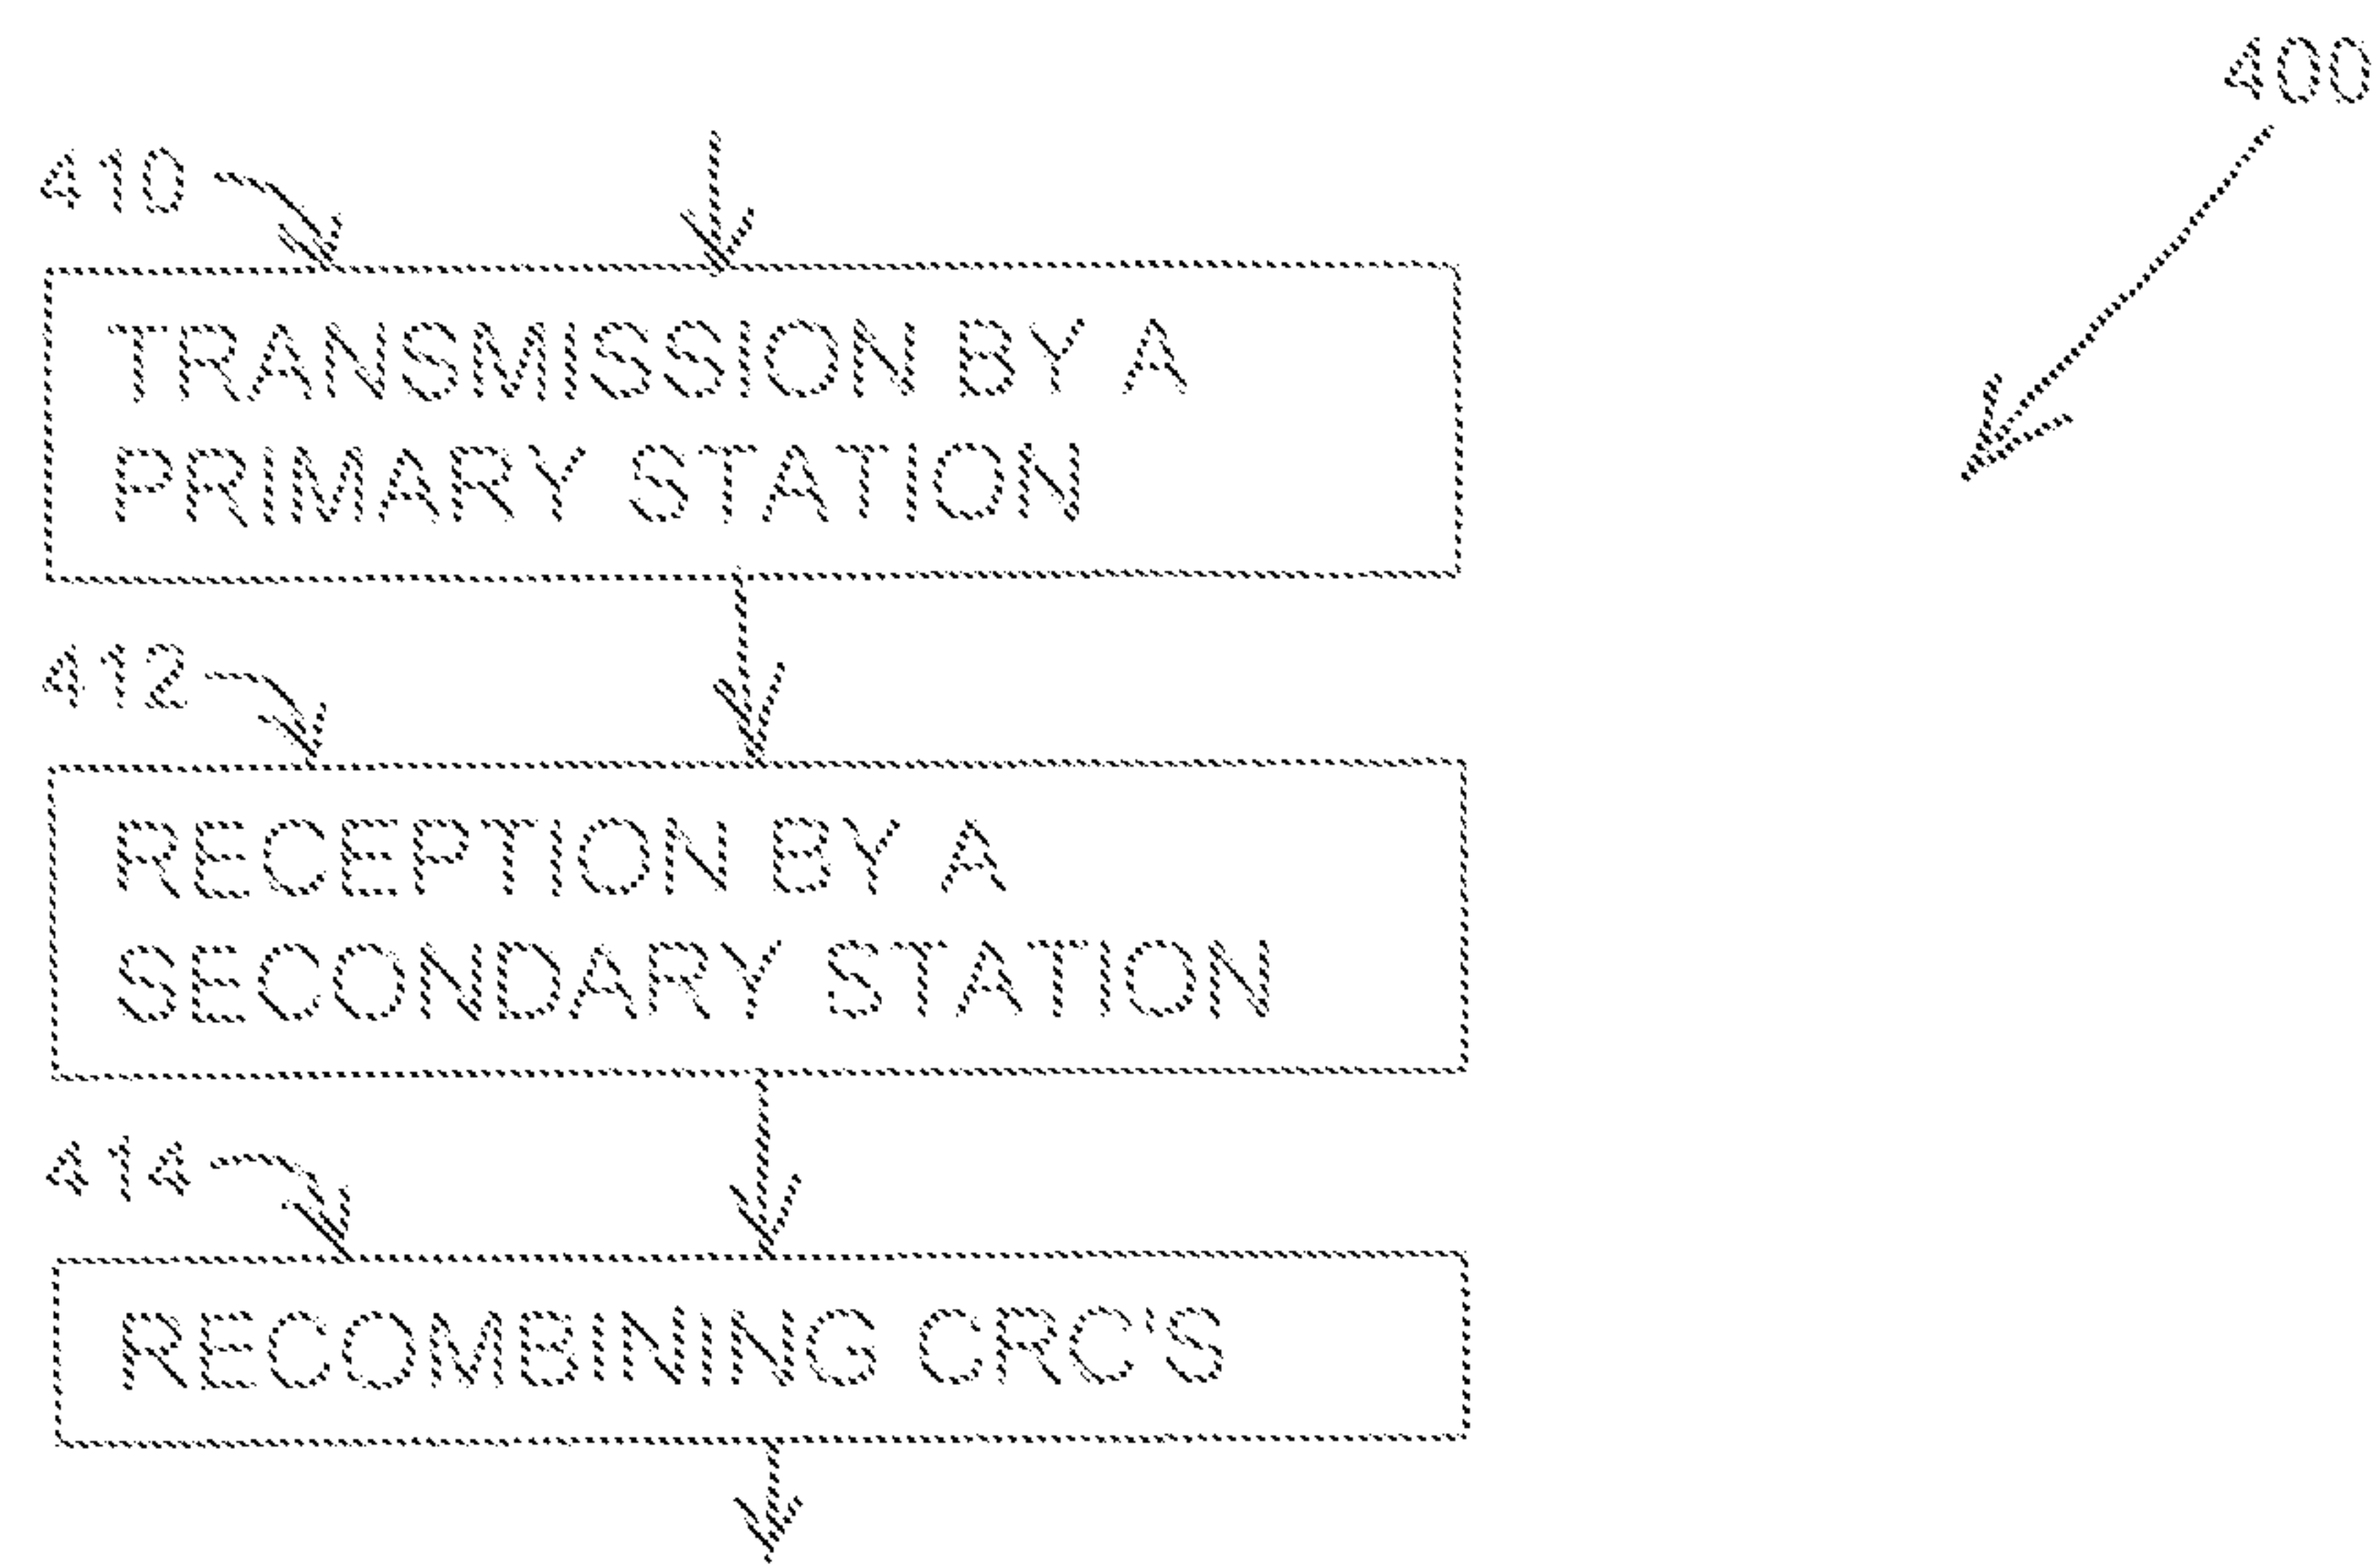 400
410
TRANSMISSION BY A
PRIMARY STATION
412
RECEPTION BY A
SECONDARY STATION
414
RECOMBINING CRC'S